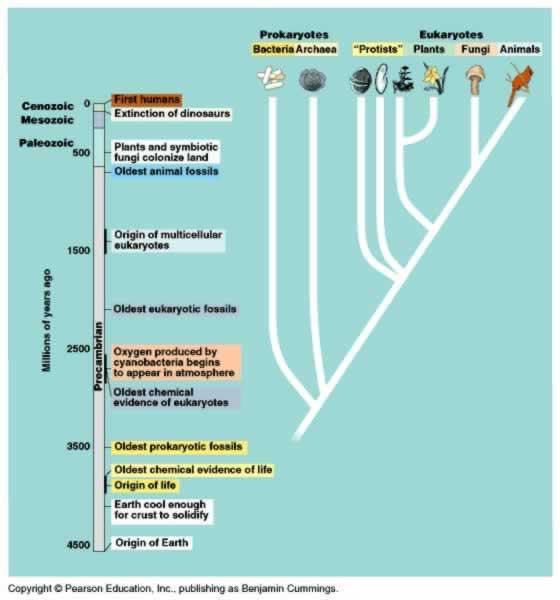 Prokaryotes Eukaryotes
Bacteria Archaea "Protists" Plants Fungi Animals
Cenozoic
Mesozoic
Paleozoic
0
500
1500
2500
3500
4500
Millions of years ago
Precambrian
First humans
Extinction of dinosaurs
Plants and symbiotic
fungi colonize land
Oldest animal fossils
Origin of multicellular
eukaryotes
Oldest eukaryotic fossils
Oxygen produced by
cyanobacteria begins
to appear in atmosphere
Oldest chemical
evidence of eukaryotes
Oldest prokaryotic fossils
Oldest chemical evidence of life
Origin of life
Earth cool enough
for crust to solidify
Origin of Earth
Copyright © Pearson Education, Inc., publishing as Benjamin Cummings.